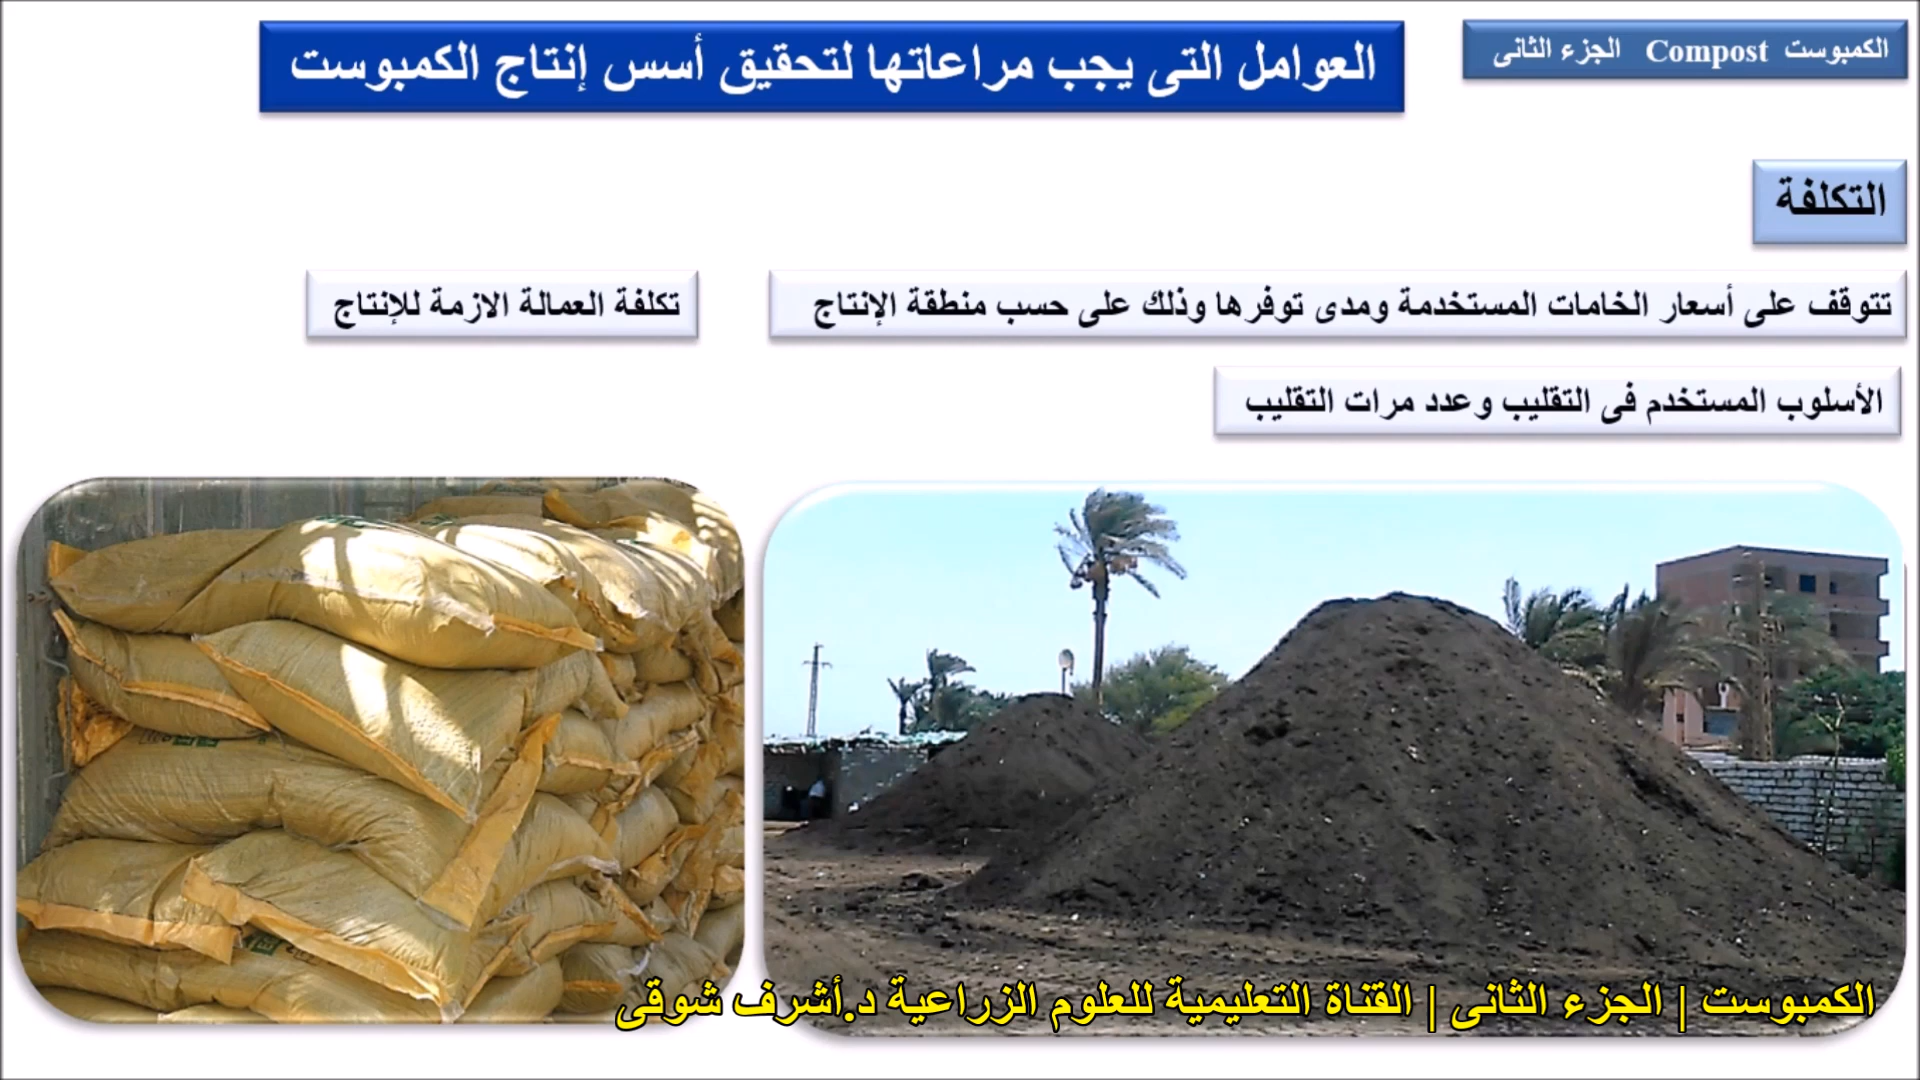 الكمبوست Compost الجزء الثانى
العوامل التى يجب مراعاتها لتحقيق أسس إنتاج الكمبوست
التكلفة
تتوقف على أسعار الخامات المستخدمة ومدى توفرها وذلك على حسب منطقة الإنتاج
تكلفة العمالة الازمة للإنتاج
الأسلوب المستخدم فى التقليب وعدد مرات التقليب
الكمبوست | الجزء الثانى | القناة التعليمية للعلوم الزراعية د.أشرف شوقى